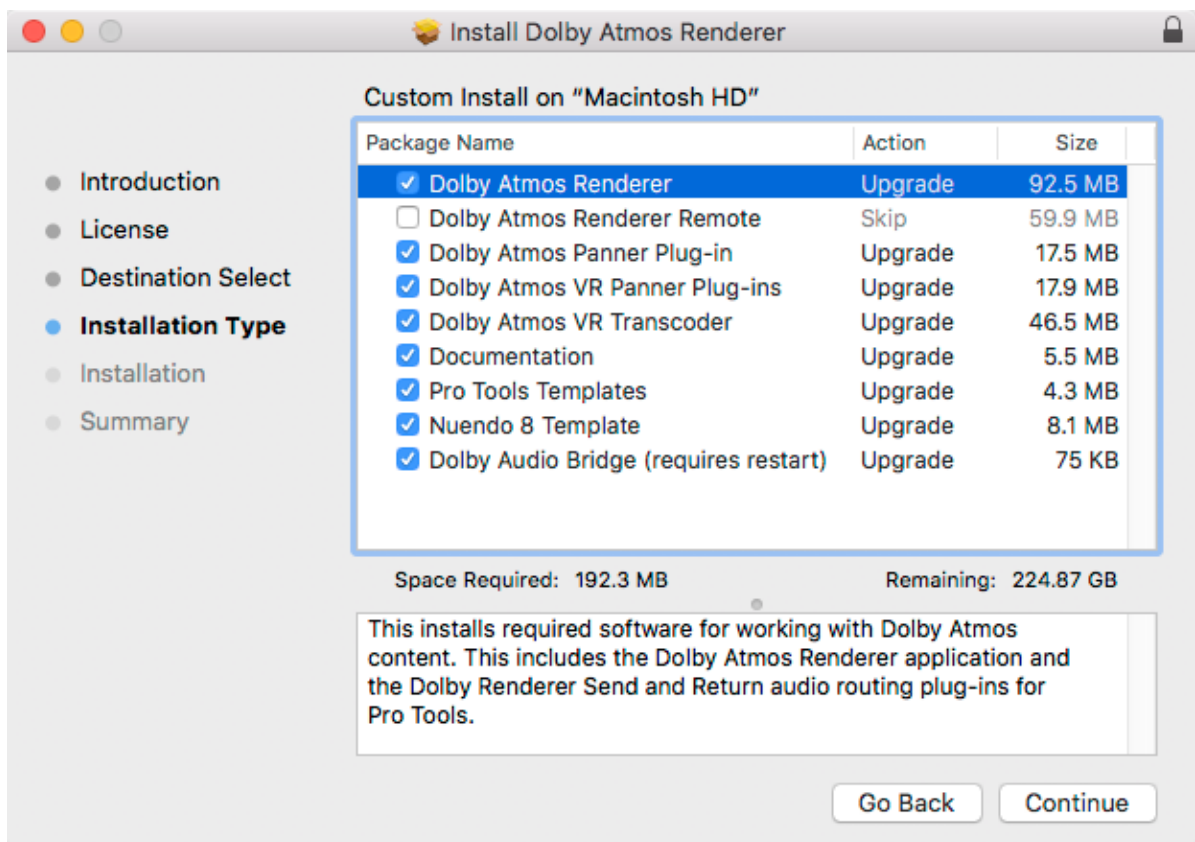 Install Dolby Atmos Renderer
Custom Install on “Macintosh HD”
Introduction
License
Destination Select
Installation Type
Installation
Summary
Package Name Action Size
Dolby Atmos Renderer Upgrade 92.5 MB
Dolby Atmos Renderer Remote Skip 59.9 MB
Dolby Atmos Panner Plug-in Upgrade 17.5 MB
Dolby Atmos VR Panner Plug-ins Upgrade 17.9 MB
Dolby Atmos VR Transcoder Upgrade 46.5 MB
Documentation Upgrade 5.5 MB
Pro Tools Templates Upgrade 4.3 MB
Nuendo 8 Template Upgrade 8.1 MB
Dolby Audio Bridge (requires restart) Upgrade 75 KB
Space Required: 192.3 MB Remaining: 224.87 GB
This installs required software for working with Dolby Atmos
content. This includes the Dolby Atmos Renderer application and
the Dolby Renderer Send and Return audio routing plug-ins for
Pro Tools.
Go Back Continue